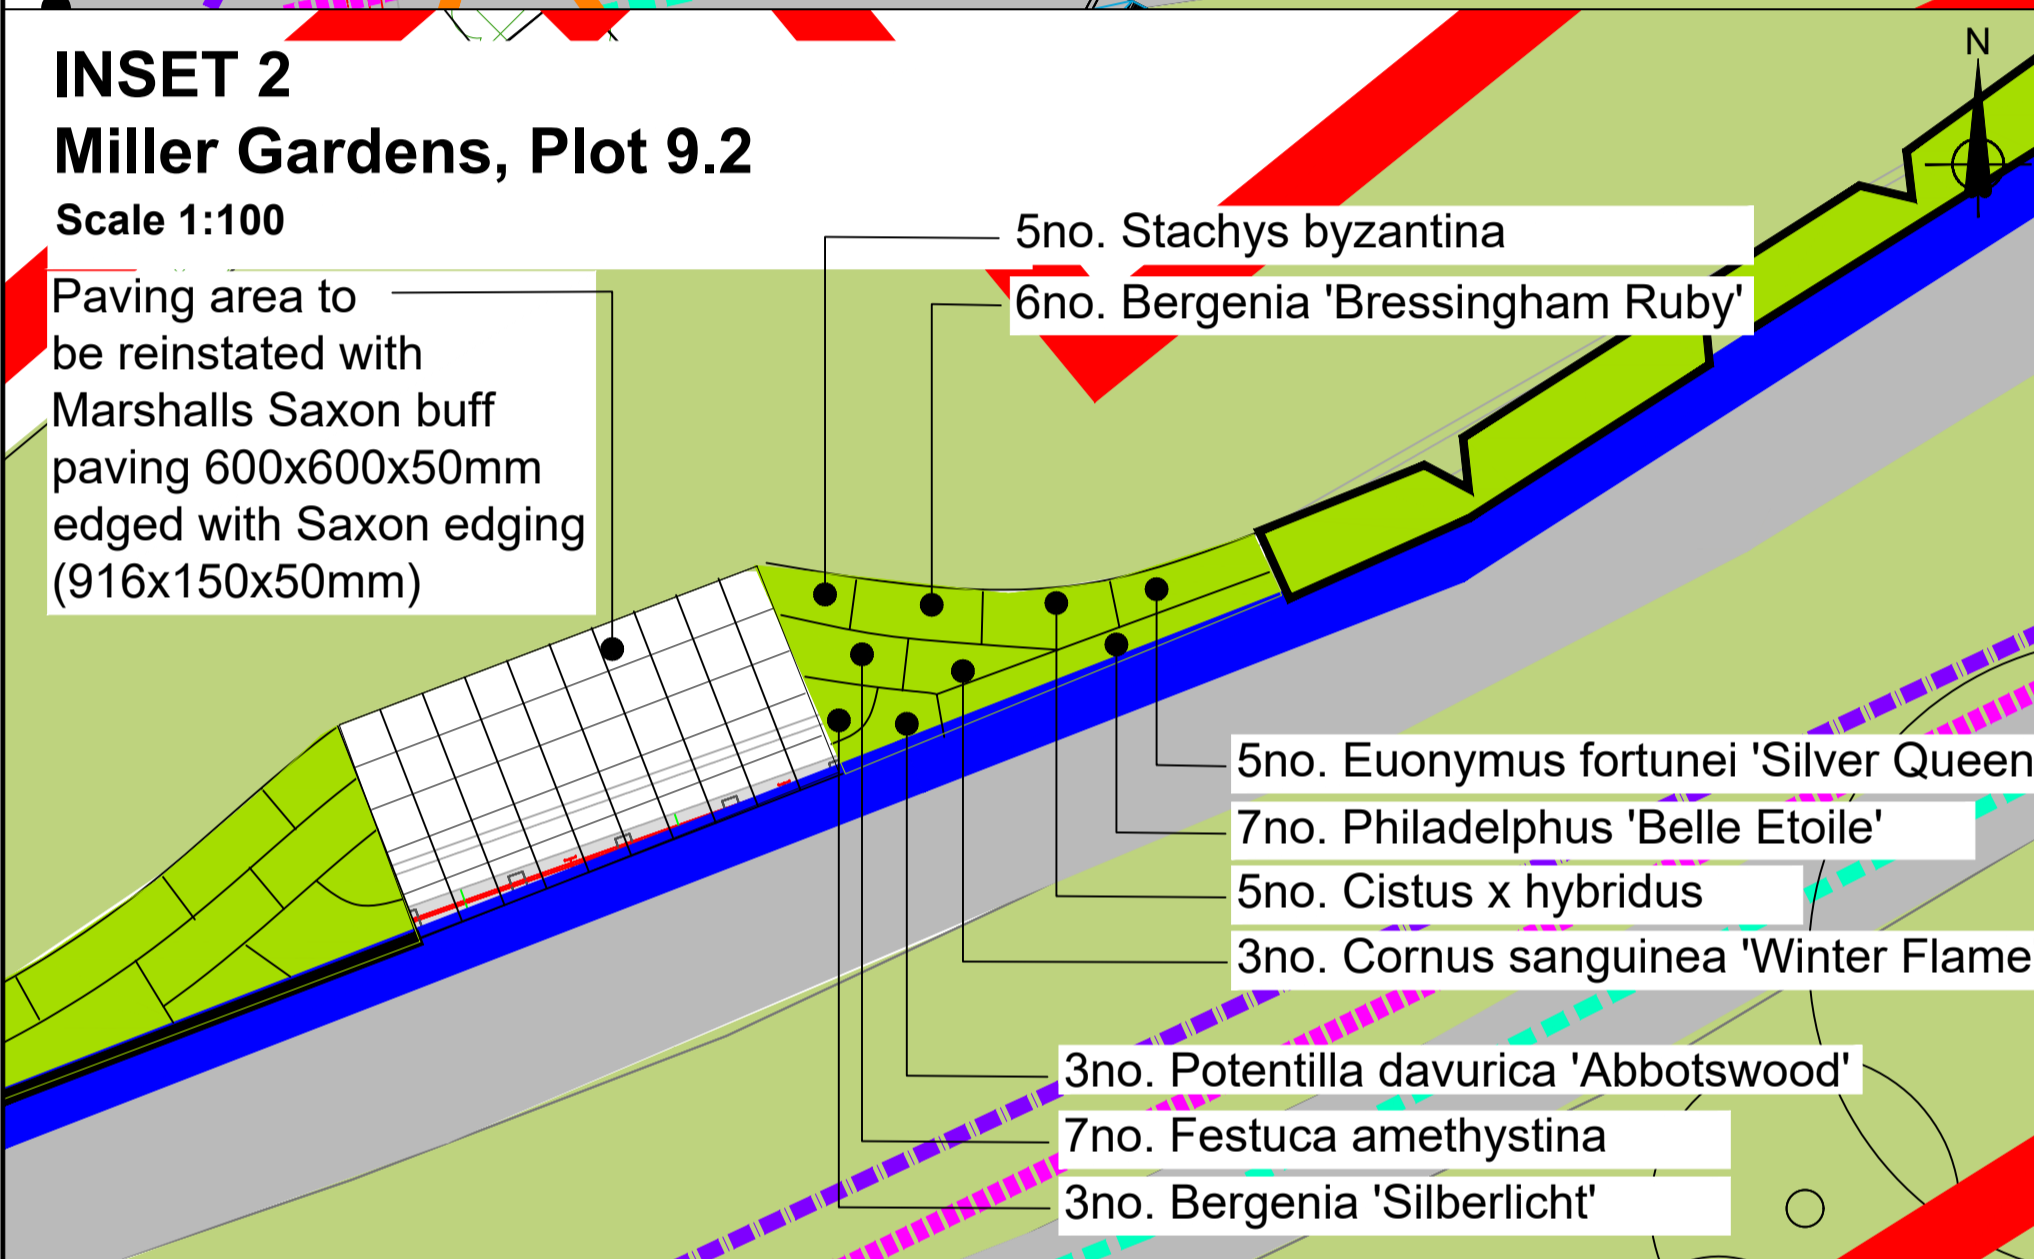 INSET 2
Miller Gardens, Plot 9.2
Scale 1:100
N
Paving area to
be reinstated with
Marshalls Saxon buff
paving 600x600x50mm
edged with Saxon edging
(916x150x50mm)
5no. Stachys byzantina
6no. Bergenia 'Bressingham Ruby'
5no. Euonymus fortunei 'Silver Queen
7no. Philadelphus 'Belle Etoile'
5no. Cistus x hybridus
3no. Cornus sanguinea 'Winter Flame
3no. Potentilla davurica 'Abbotswood'
7no. Festuca amethystina
3no. Bergenia 'Silberlicht'